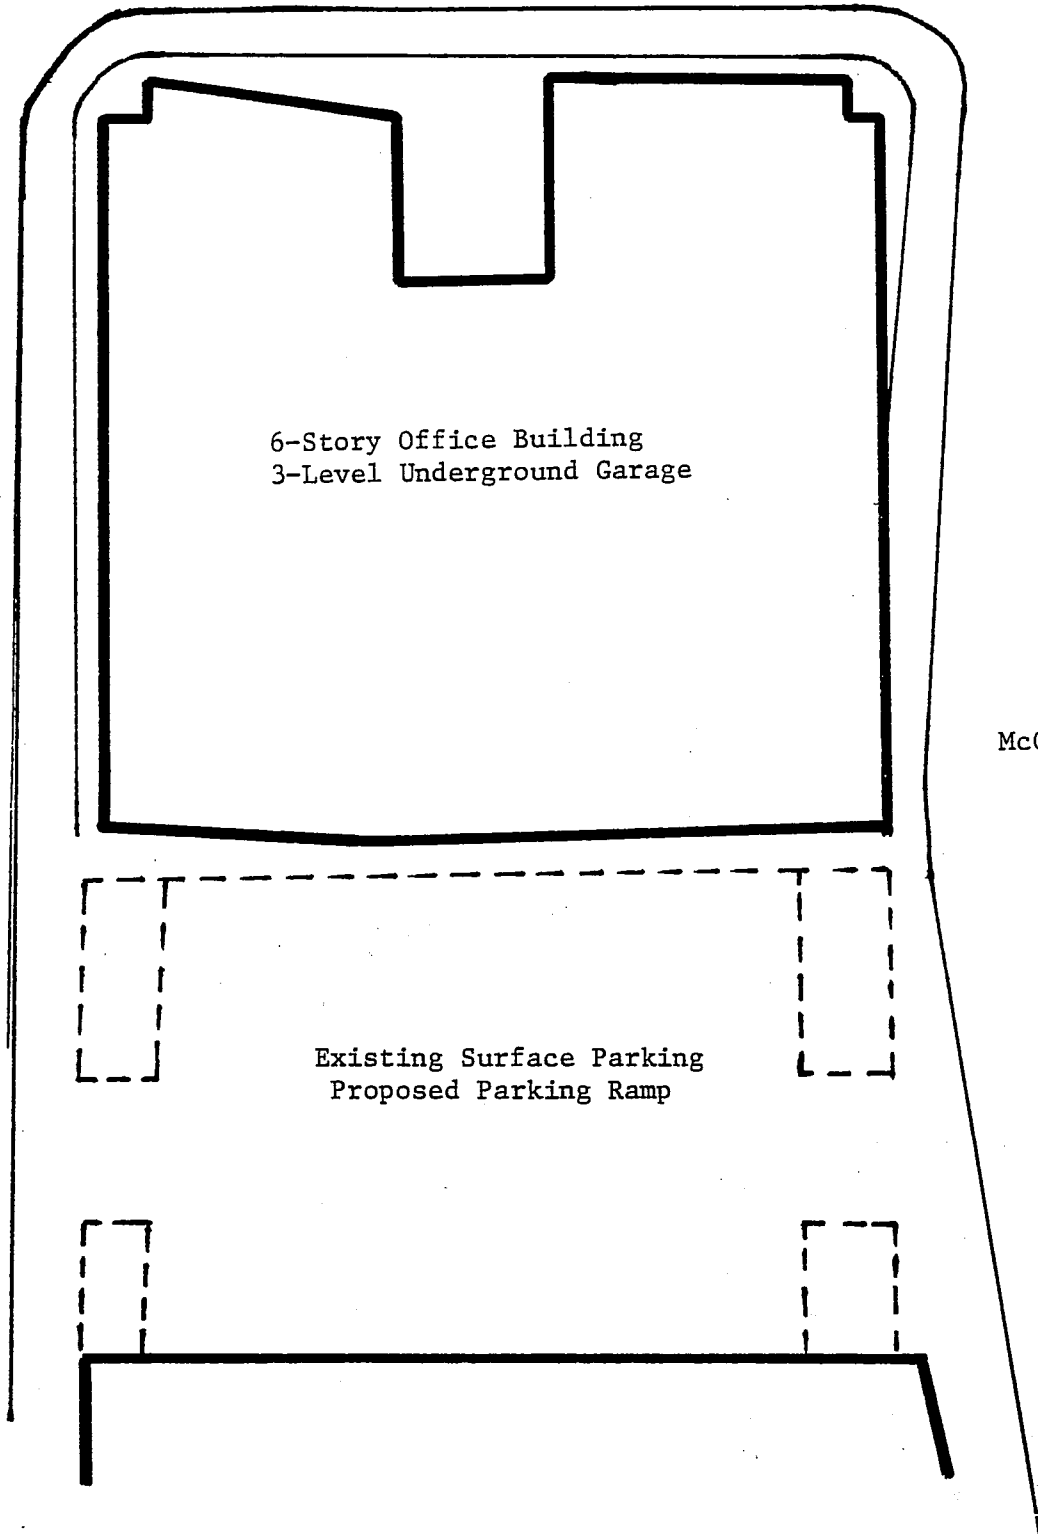 6-Story Office Building
3-Level Underground Garage
Existing Surface Parking
Proposed Parking Ramp